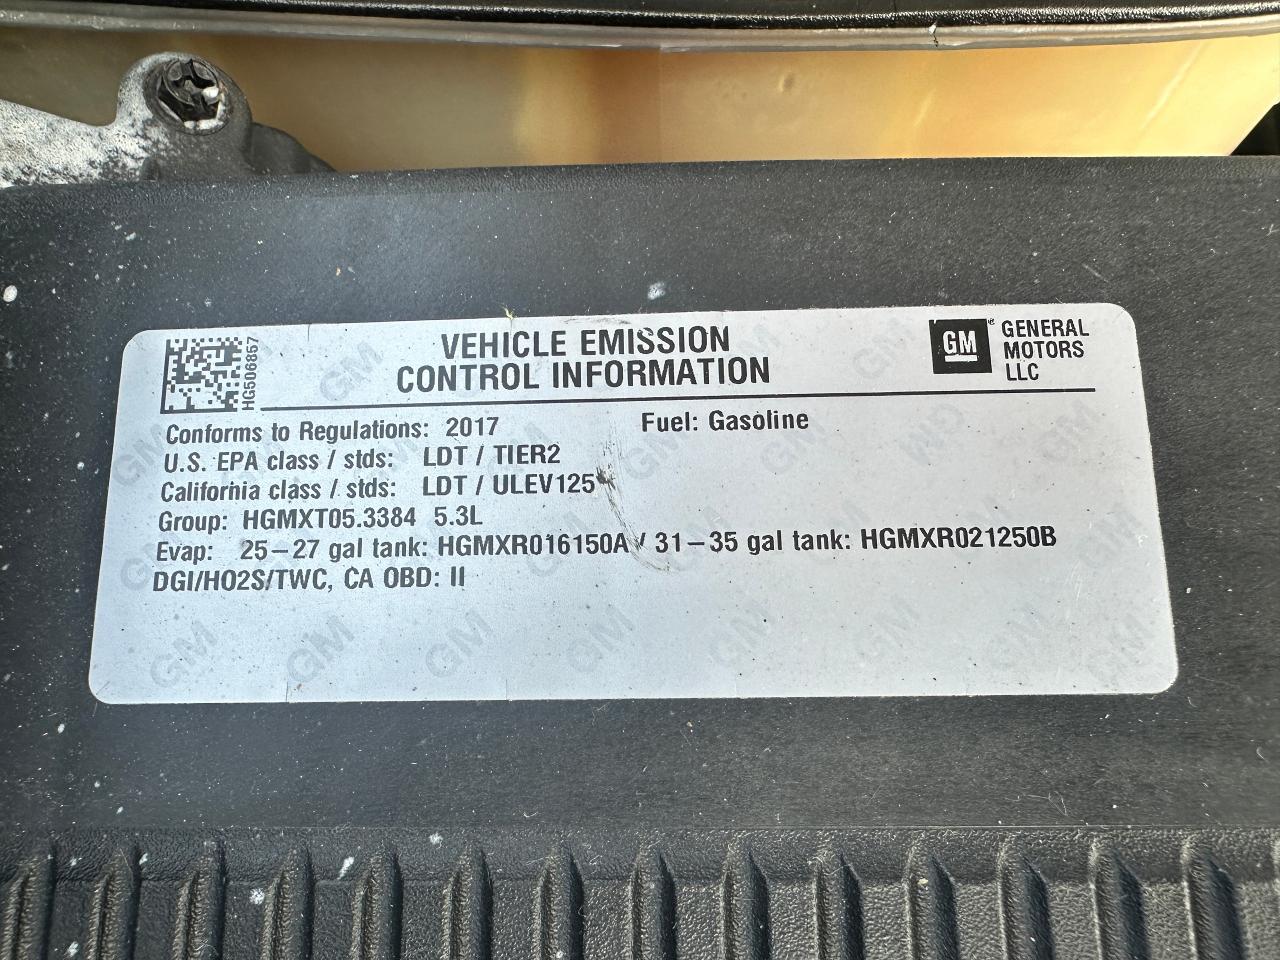 HG506857
VEHICLE EMISSION
CONTROL INFORMATION
GM®
GENERAL
MOTORS
LLC
Conforms to Regulations: 2017
Fuel: Gasoline
U.S. EPA class / stds: LDT / TIER2
California class / stds: LDT / ULEV125
Group: HGMXT05.3384 5.3L
Evap: 25-27 gal tank: HGMXR016150A / 31-35 gal tank: HGMXR021250B
DGI/HO2S/TWC, CA OBD: II